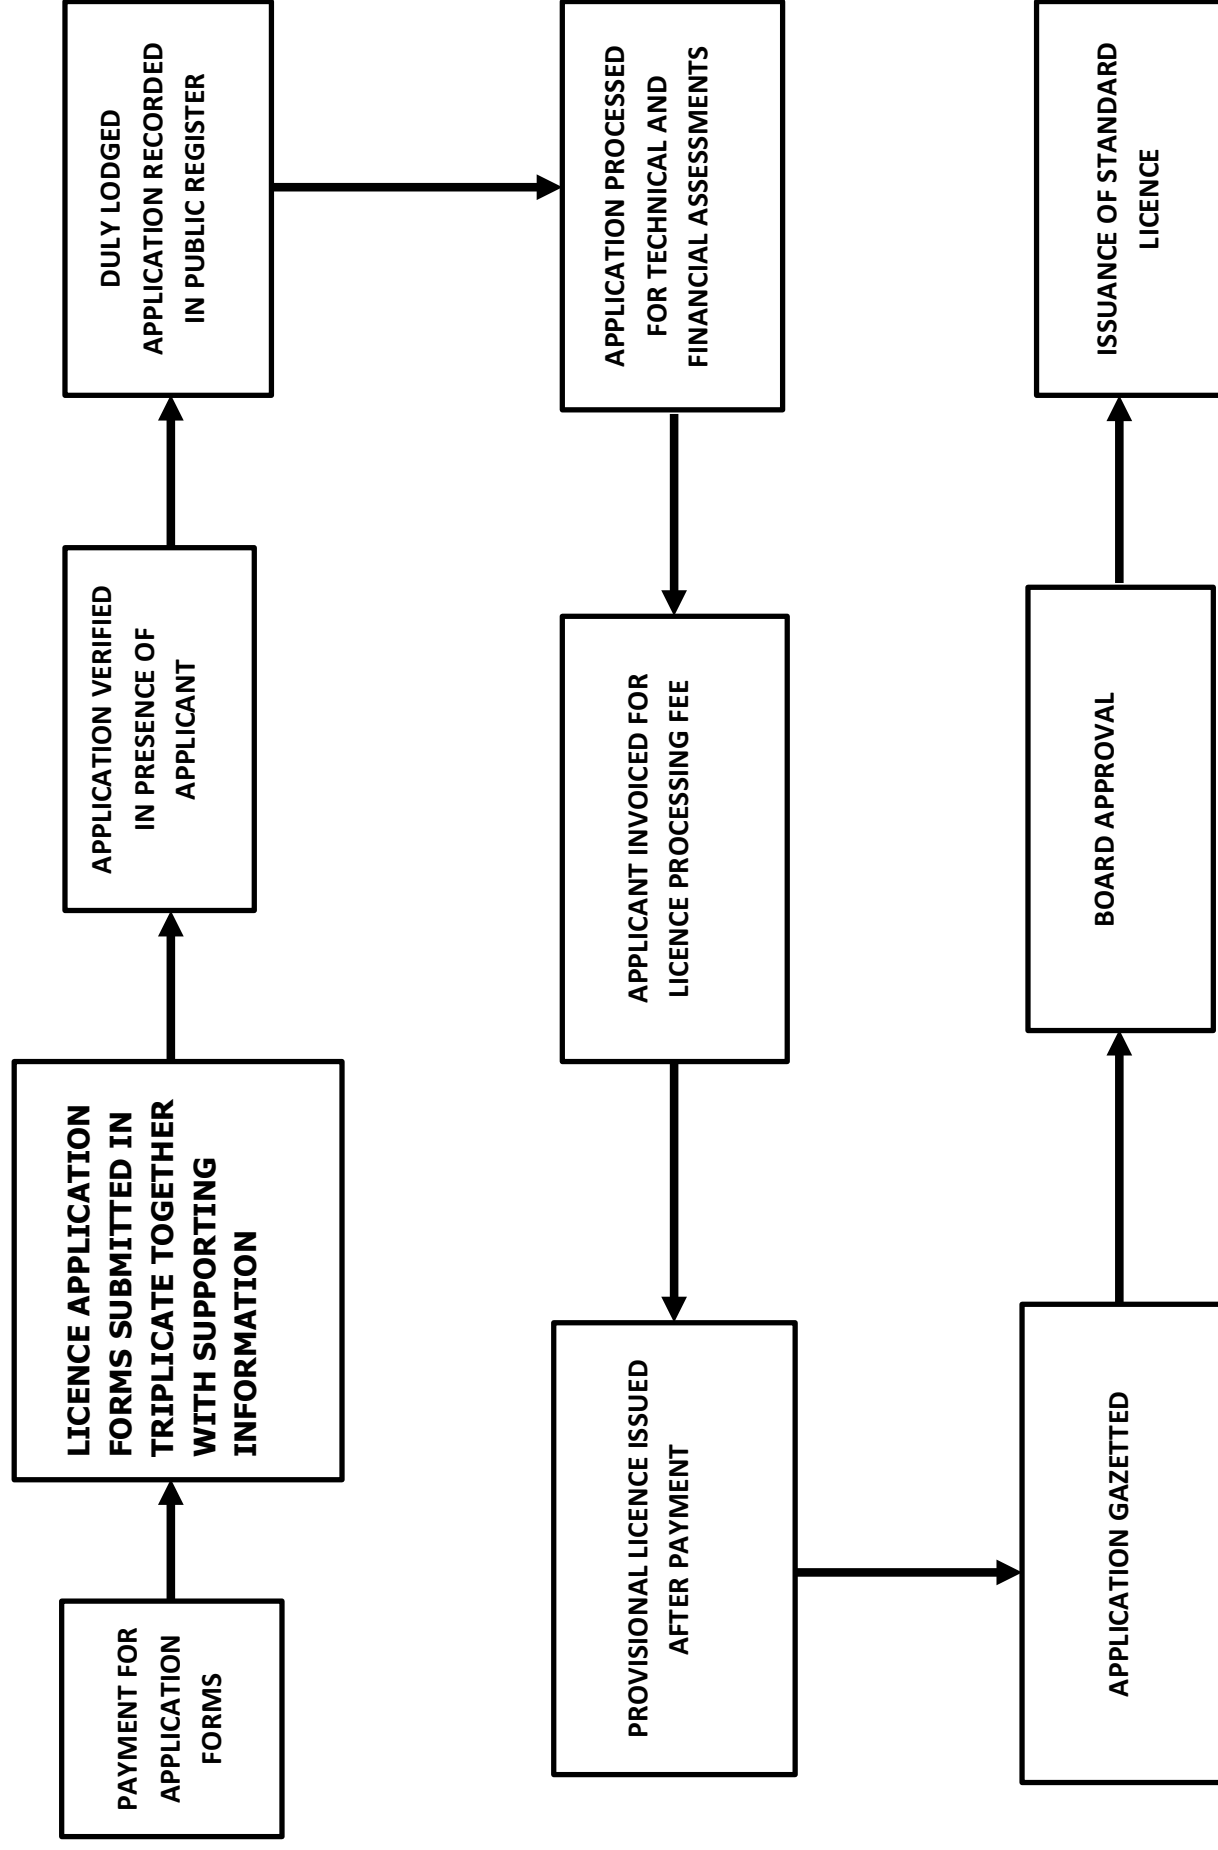 PAYMENT FOR
APPLICATION
FORMS
LICENCE APPLICATION
FORMS SUBMITTED IN
TRIPLICATE TOGETHER
WITH SUPPORTING
INFORMATION
APPLICATION VERIFIED
IN PRESENCE OF
APPLICANT
DULY LODGED
APPLICATION RECORDED
IN PUBLIC REGISTER
APPLICATION PROCESSED
FOR TECHNICAL AND
FINANCIAL ASSESSMENTS
APPLICANT INVOICED FOR
LICENCE PROCESSING FEE
PROVISIONAL LICENCE ISSUED
AFTER PAYMENT
APPLICATION GAZETTED
BOARD APPROVAL
ISSUANCE OF STANDARD
LICENCE